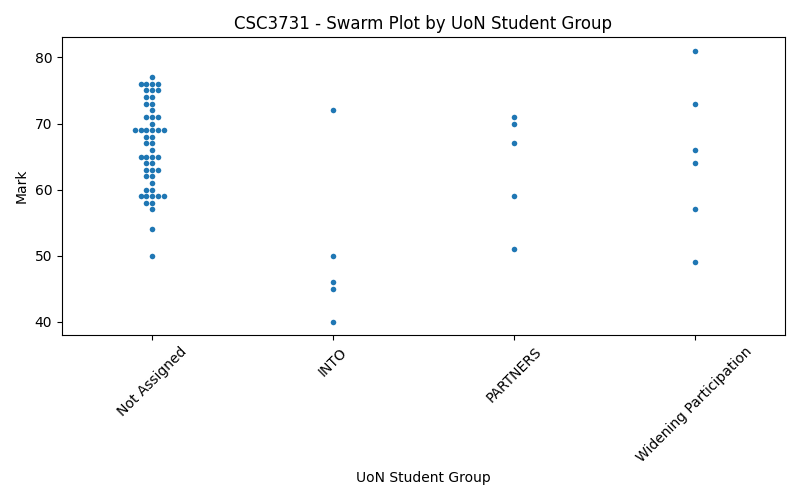 CSC3731 - Swarm Plot by UoN Student Group
80
70
60
50
40
Mark
Not Assigned
INTO
PARTNERS
Widening Participation
UoN Student Group